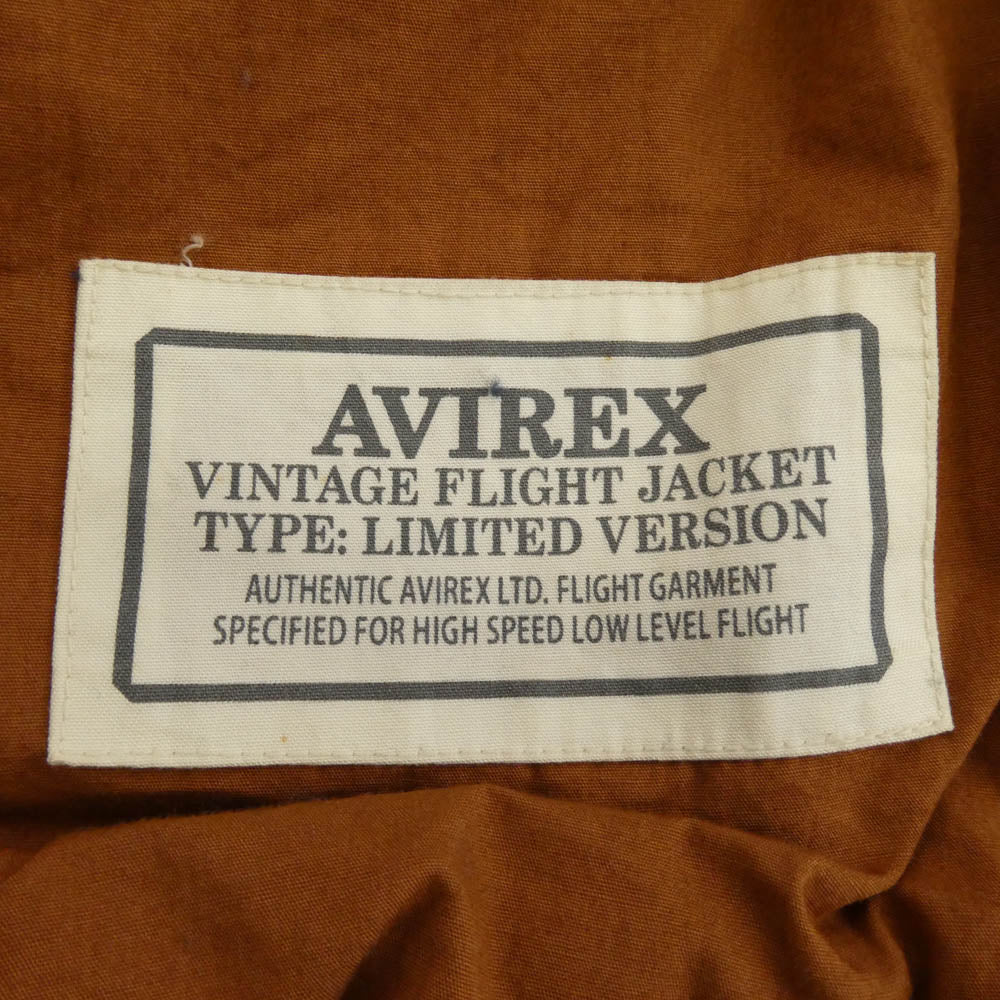 AVIREX
VINTAGE FLIGHT JACKET
TYPE: LIMITED VERSION
AUTHENTIC AVIREX LTD. FLIGHT GARMENT
SPECIFIED FOR HIGH SPEED LOW LEVEL FLIGHT